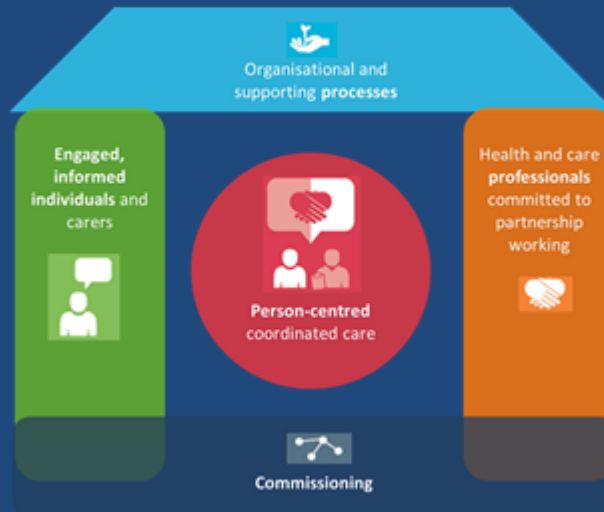 Organisational and
supporting processes
Engaged,
informed
individuals and
carers
Health and care
professionals
committed to
partnership
working
Person-centred
coordinated care
Commissioning